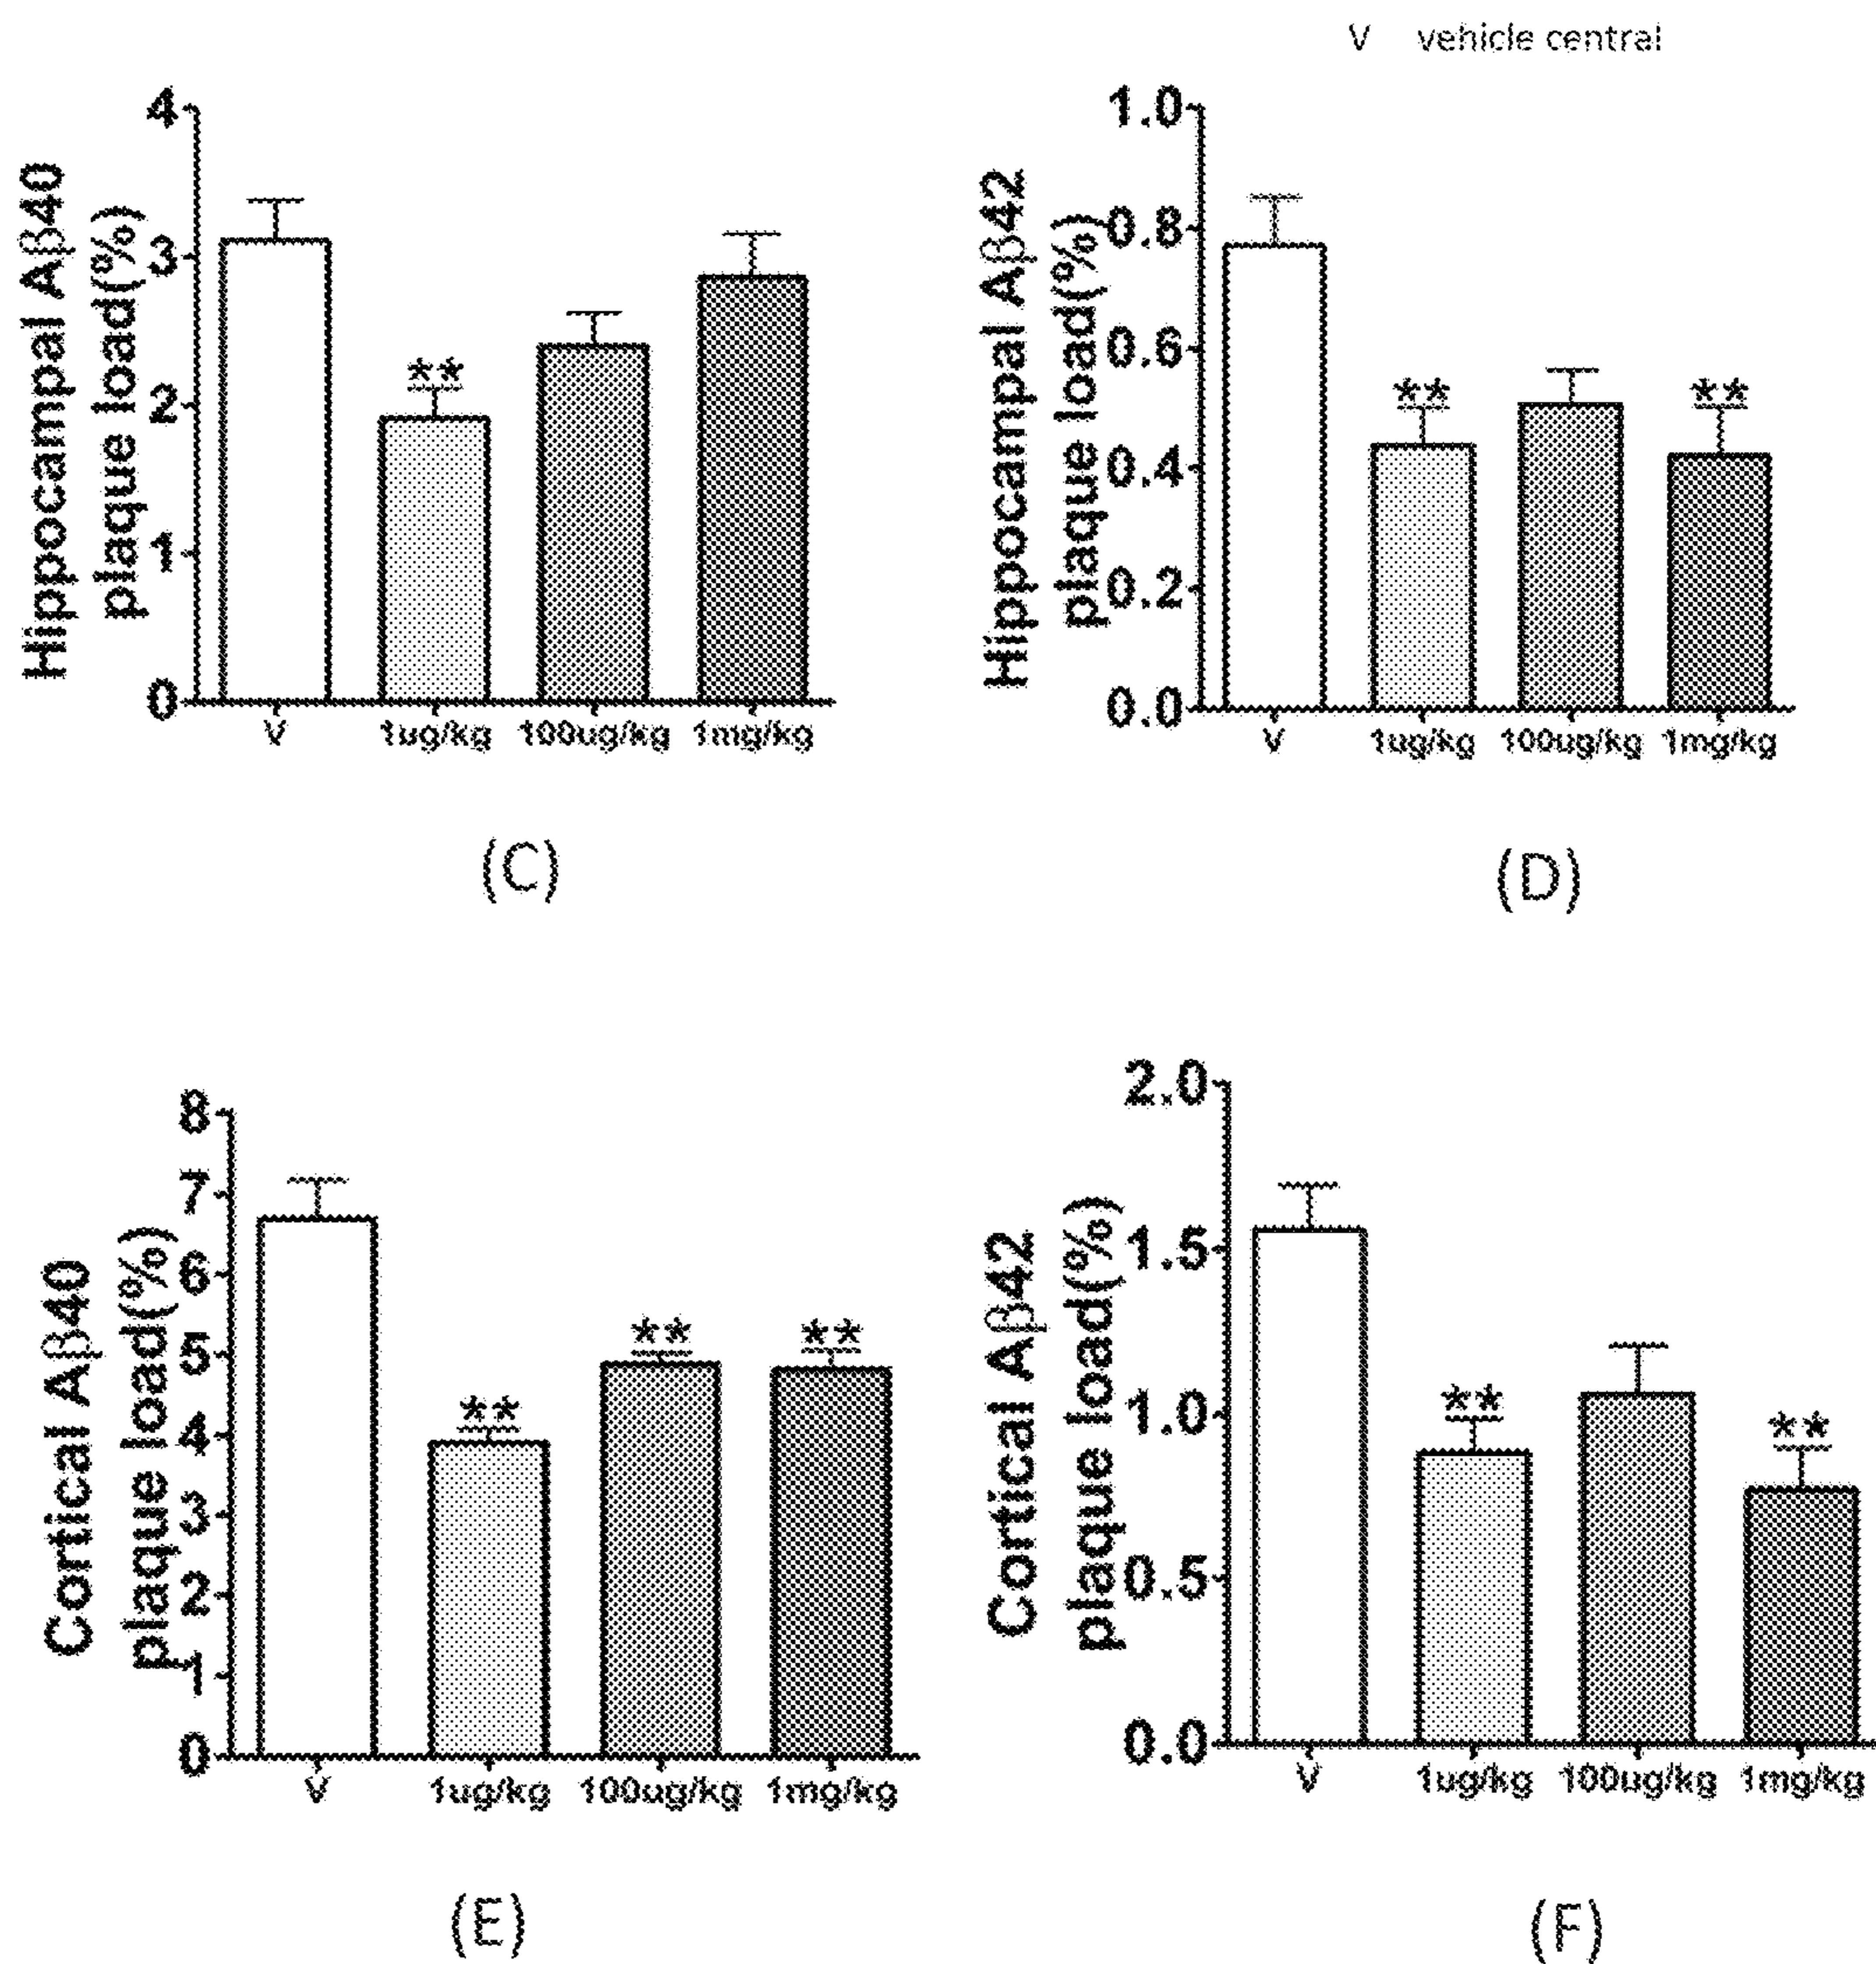 V vehicle central
Hippocampal Aβ40
plaque load(%)
4
3
2
1
0
**
V 1ug/kg 100ug/kg 1mg/kg
(C)
Hippocampal Aβ42
plaque load(%)
1.0
0.8
0.6
0.4
0.2
0.0
** **
V 1ug/kg 100ug/kg 1mg/kg
(D)
Cortical Aβ40
plaque load(%)
8
7
6
5
4
3
2
1
0
** ** **
V 1ug/kg 100ug/kg 1mg/kg
(E)
Cortical Aβ42
plaque load(%)
2.0
1.5
1.0
0.5
0.0
** **
V 1ug/kg 100ug/kg 1mg/kg
(F)